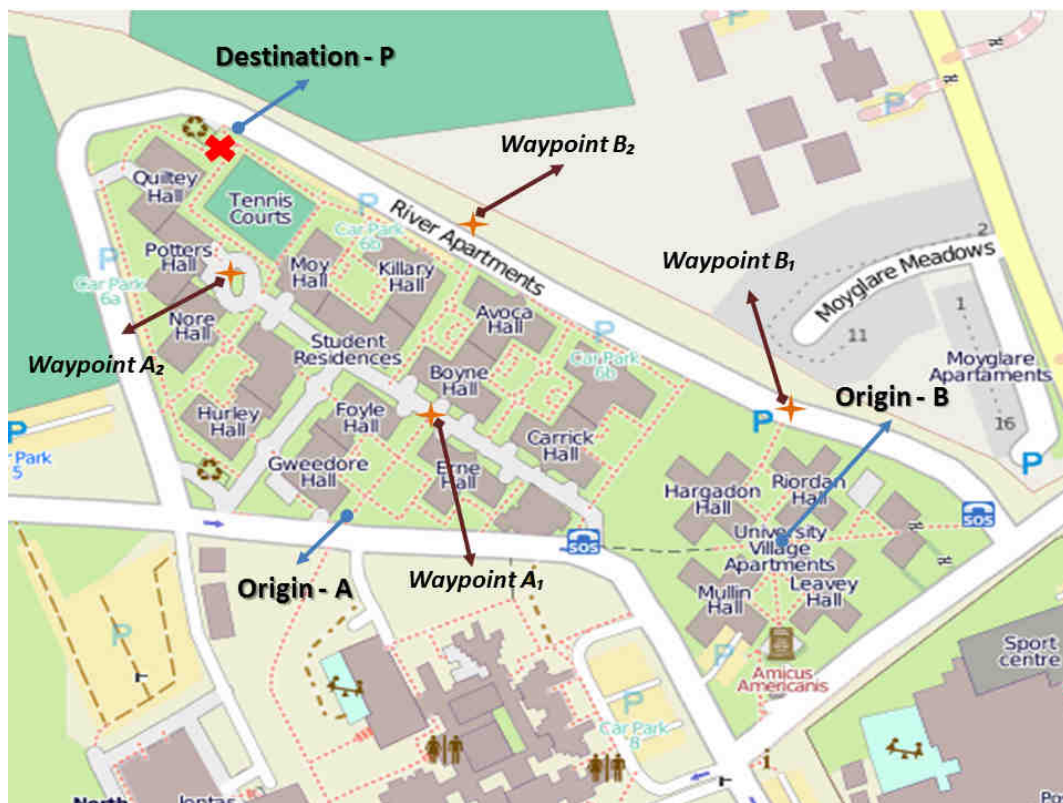 Destination - P
Waypoint B₂
P
P
Quiltey
Hall
Tennis
Courts
P
River Apartments
Car Park
6b
Waypoint B₁
2
Moyglare Meadows
P
Car Park
6a
Potters
Hall
Moy
Hall
Killary
Hall
Nore
Hall
Waypoint A₂
Student
Residences
Avoca
Hall
P
Car Park
6b
11
1
Moyglare
Apartaments
Boyne
Hall
Origin - B
Hurley
Hall
Foyle
Hall
Carrick
Hall
P
16
P
P
Car Park
5
Gweedore
Hall
Erne
Hall
Hargadon
Hall
Riordan
Hall
SOS
SOS
University
Village
Apartments
Origin - A
Waypoint A₁
Mullin
Hall
Leavey
Hall
P
P
Amicus
Americanis
Sport
centre
P
Car Park
8
i
North